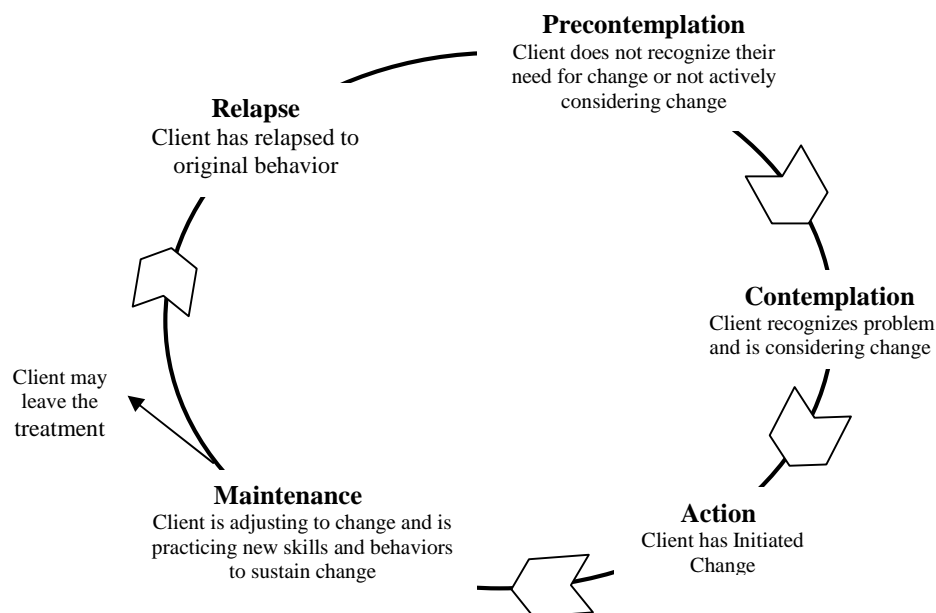 Precontemplation
Client does not recognize their
need for change or not actively
considering change
Relapse
Client has relapsed to
original behavior
Contemplation
Client recognizes problem
and is considering change
Client may
leave the
treatment
Maintenance
Client is adjusting to change and is
practicing new skills and behaviors
to sustain change
Action
Client has Initiated
Change